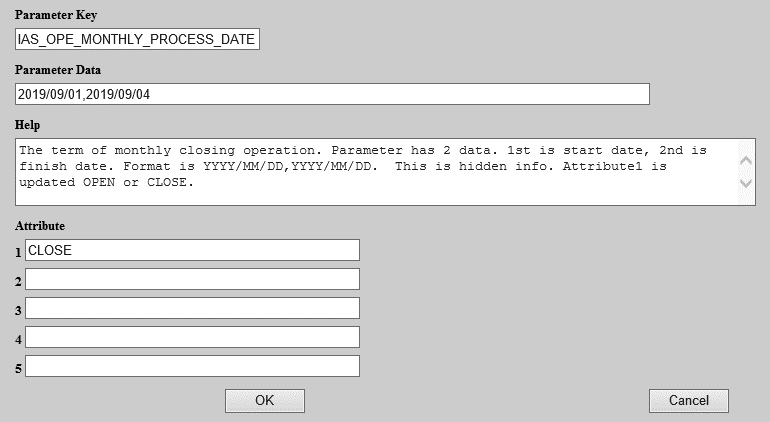 Parameter Key
IAS_OPE_MONTHLY_PROCESS_DATE
Parameter Data
2019/09/01,2019/09/04
Help
The term of monthly closing operation. Parameter has 2 data. 1st is start date, 2nd is
finish date. Format is YYYY/MM/DD,YYYY/MM/DD.  This is hidden info. Attribute1 is
updated OPEN or CLOSE.
Attribute
1 CLOSE
2
3
4
5
OK Cancel